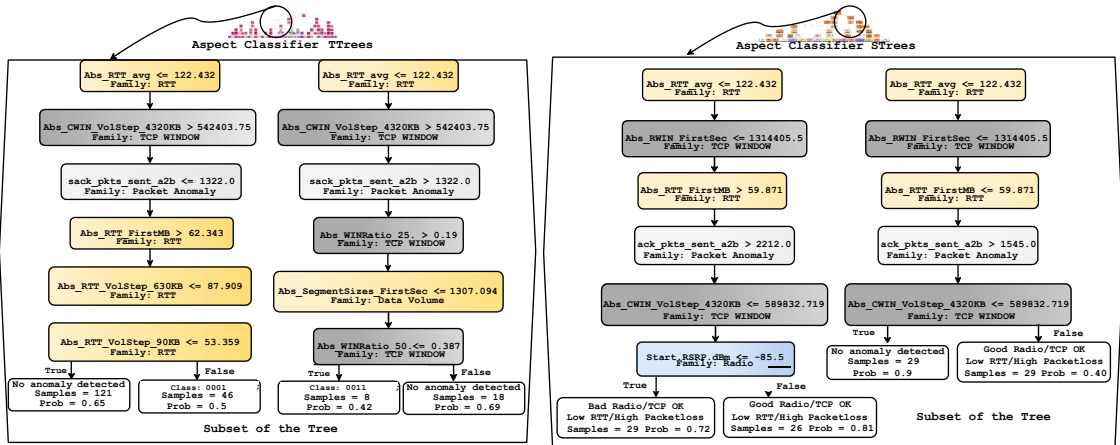 Aspect Classifier TTrees
Abs_RTT_avg <= 122.432
Family: RTT
Abs_CWIN_VolStep_4320KB > 542403.75
Family: TCP WINDOW
sack_pkts_sent_a2b <= 1322.0
Family: Packet Anomaly
Abs_RTT_FirstMB > 62.343
Family: RTT
Abs_RTT_VolStep_630KB <= 87.909
Family: RTT
Abs_RTT_VolStep_90KB <= 53.359
Family: RTT
True
False
No anomaly detected
Samples = 121
Prob = 0.65
Class: 0001
Samples = 46
Prob = 0.5
Abs_RTT_avg <= 122.432
Family: RTT
Abs_CWIN_VolStep_4320KB > 542403.75
Family: TCP WINDOW
sack_pkts_sent_a2b > 1322.0
Family: Packet Anomaly
Abs_WINRatio 25. > 0.19
Family: TCP WINDOW
Abs_SegmentSizes_FirstSec <=1307.094
Family: Data Volume
Abs_WINRatio 50.<= 0.387
Family: TCP WINDOW
True
False
Class: 0011
Samples = 8
Prob = 0.42
No anomaly detected
Samples = 18
Prob = 0.69
Subset of the Tree
Aspect Classifier STrees
Abs_RTT_avg <= 122.432
Family: RTT
Abs_RWIN_FirstSec <= 1314405.5
Family: TCP WINDOW
Abs_RTT_FirstMB > 59.871
Family: RTT
ack_pkts_sent_a2b > 2212.0
Family: Packet Anomaly
Abs_CWIN_VolStep_4320KB <= 589832.719
Family: TCP WINDOW
Start_RSRP.dBm <= -85.5
Family: Radio
True
False
Bad Radio/TCP OK
Low RTT/High Packetloss
Samples = 29 Prob = 0.72
Good Radio/TCP OK
Low RTT/High Packetloss
Samples = 26 Prob = 0.81
Abs_RTT_avg <= 122.432
Family: RTT
Abs_RWIN_FirstSec <= 1314405.5
Family: TCP WINDOW
Abs_RTT_FirstMB <= 59.871
Family: RTT
ack_pkts_sent_a2b > 1545.0
Family: Packet Anomaly
Abs_CWIN_VolStep_4320KB <= 589832.719
Family: TCP WINDOW
True
False
No anomaly detected
Samples = 29
Prob = 0.9
Good Radio/TCP OK
Low RTT/High Packetloss
Samples = 29 Prob = 0.40
Subset of the Tree